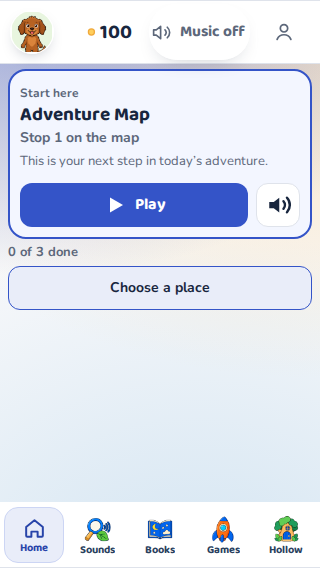 100
Music off
Start here
Adventure Map
Stop 1 on the map
This is your next step in today's adventure.
Play
0 of 3 done
Choose a place
Home
Sounds
Books
Games
Hollow